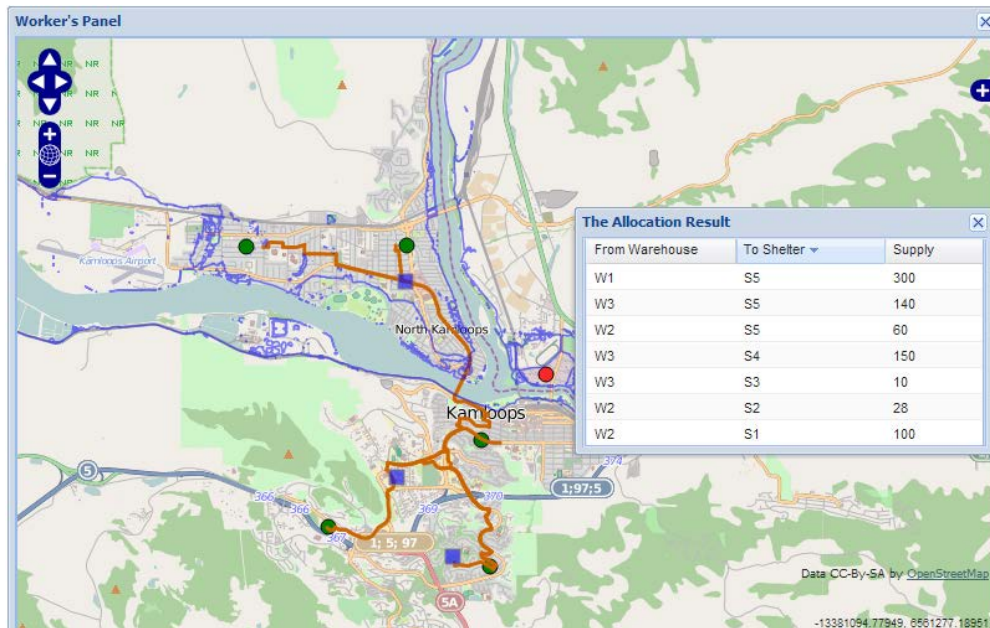 Worker's Panel
NR NR
NR NR NR
NR NR NR
NR NR NR
Kamloops Airport
North Kamloops
Kamloops
The Allocation Result
From Warehouse To Shelter Supply
W1 S5 300
W3 S5 140
W2 S5 60
W3 S4 150
W3 S3 10
W2 S2 28
W2 S1 100
374
5
1;97;5
366
370
366
369
367
1; 5; 97
5A
Data CC-By-SA by OpenStreetMap
-13381094.77949, 6561277.18951